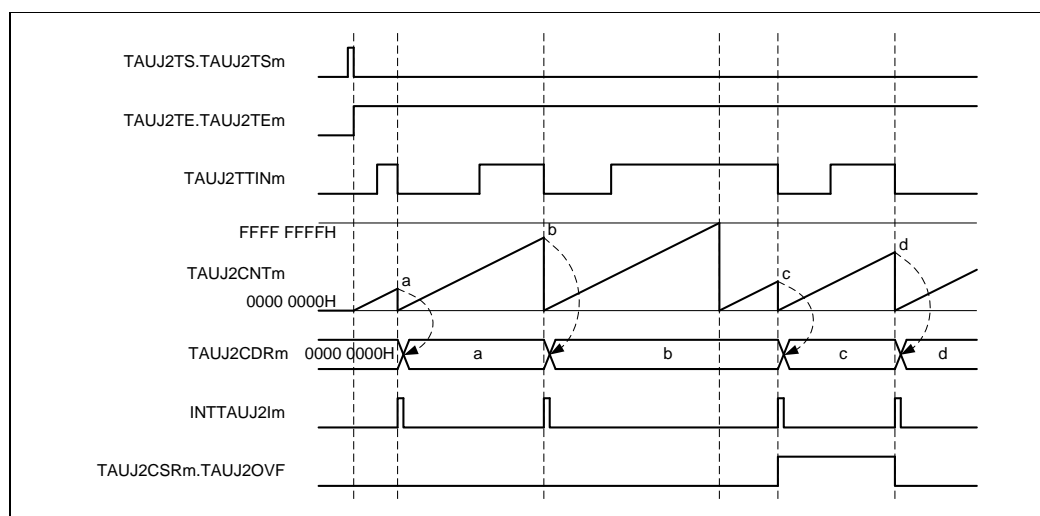 TAUJ2TS.TAUJ2TSm
TAUJ2TE.TAUJ2TEm
TAUJ2TTINm
FFFF FFFFH
b
d
TAUJ2CNTm
a
c
0000 0000H
TAUJ2CDRm 0000 0000H a b c d
INTTAUJ2Im
TAUJ2CSRm.TAUJ2OVF